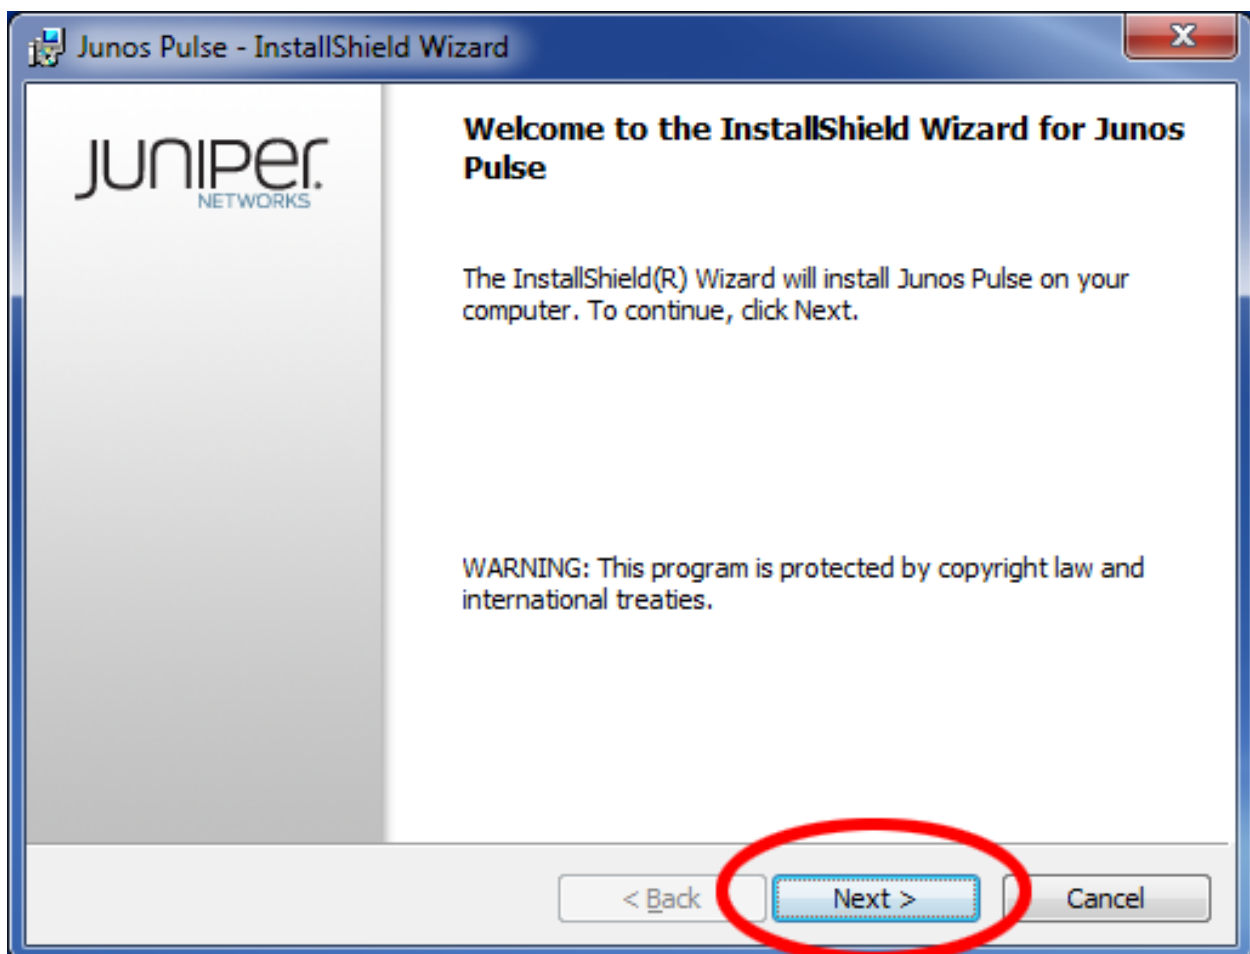 Junos Pulse - InstallShield Wizard
JUNIPER
NETWORKS
Welcome to the InstallShield Wizard for Junos
Pulse
The InstallShield(R) Wizard will install Junos Pulse on your
computer. To continue, click Next.
WARNING: This program is protected by copyright law and
international treaties.
< Back
Next >
Cancel